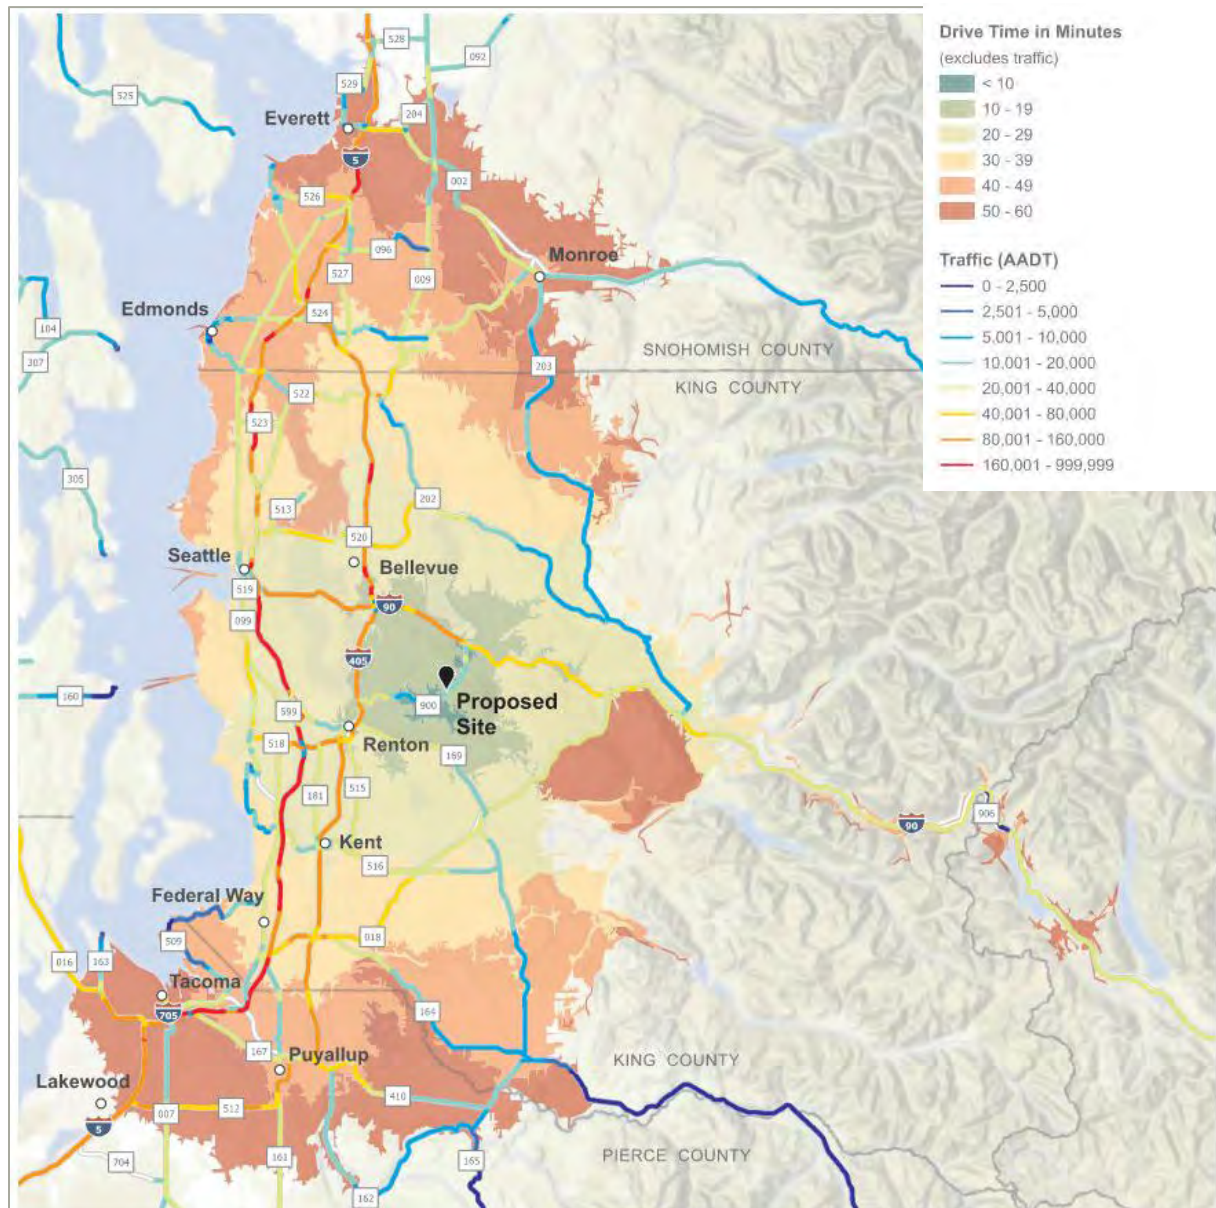 Drive Time in Minutes
(excludes traffic)
< 10
10 - 19
20 - 29
30 - 39
40 - 49
50 - 60
Traffic (AADT)
0 - 2,500
2,501 - 5,000
5,001 - 10,000
10,001 - 20,000
20,001 - 40,000
40,001 - 80,000
80,001 - 160,000
160,001 - 999,999
528
092
529
525
204
Everett
5
002
526
096
Monroe
527
009
Edmonds
524
104
307
SNOHOMISH COUNTY
203
KING COUNTY
522
523
305
202
513
520
Seattle
Bellevue
519
90
099
405
160
900
Proposed
Site
599
518
Renton
169
515
181
906
90
Kent
516
Federal Way
018
509
016
163
Tacoma
705
164
167
Puyallup
KING COUNTY
Lakewood
410
512
007
5
PIERCE COUNTY
704
161
165
162